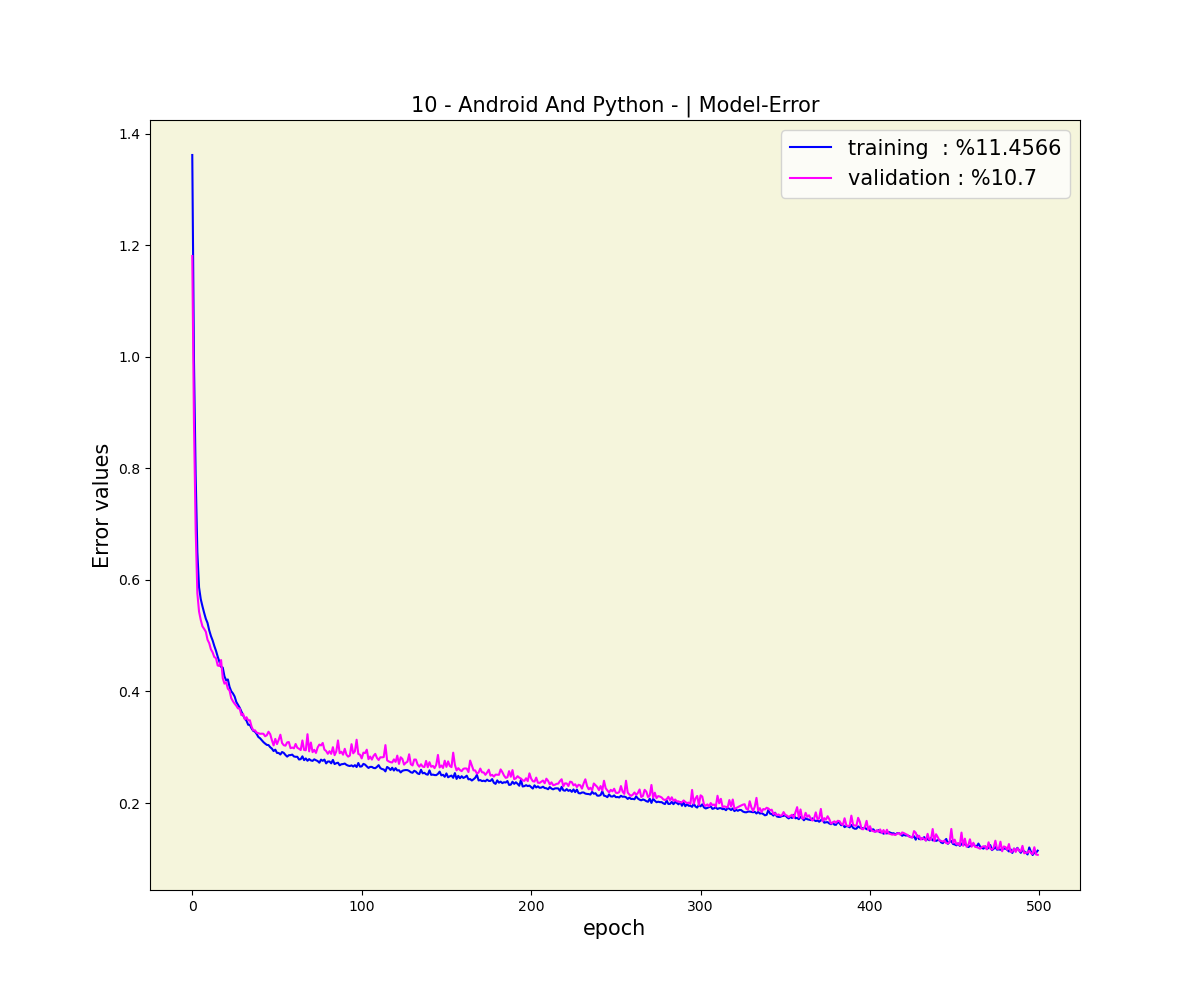 10 - Android And Python - | Model-Error
training  : %11.4566
validation : %10.7
Error values
1.4
1.2
1.0
0.8
0.6
0.4
0.2
0 100 200 300 400 500
epoch